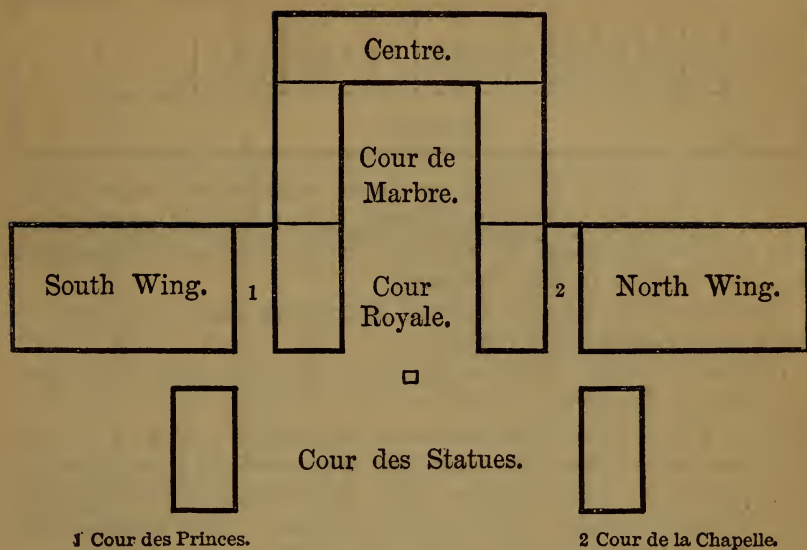 Centre.
Cour de
Marbre.
South Wing.
1
Cour
Royale.
2
North Wing.
Cour des Statues.
1 Cour des Princes.
2 Cour de la Chapelle.